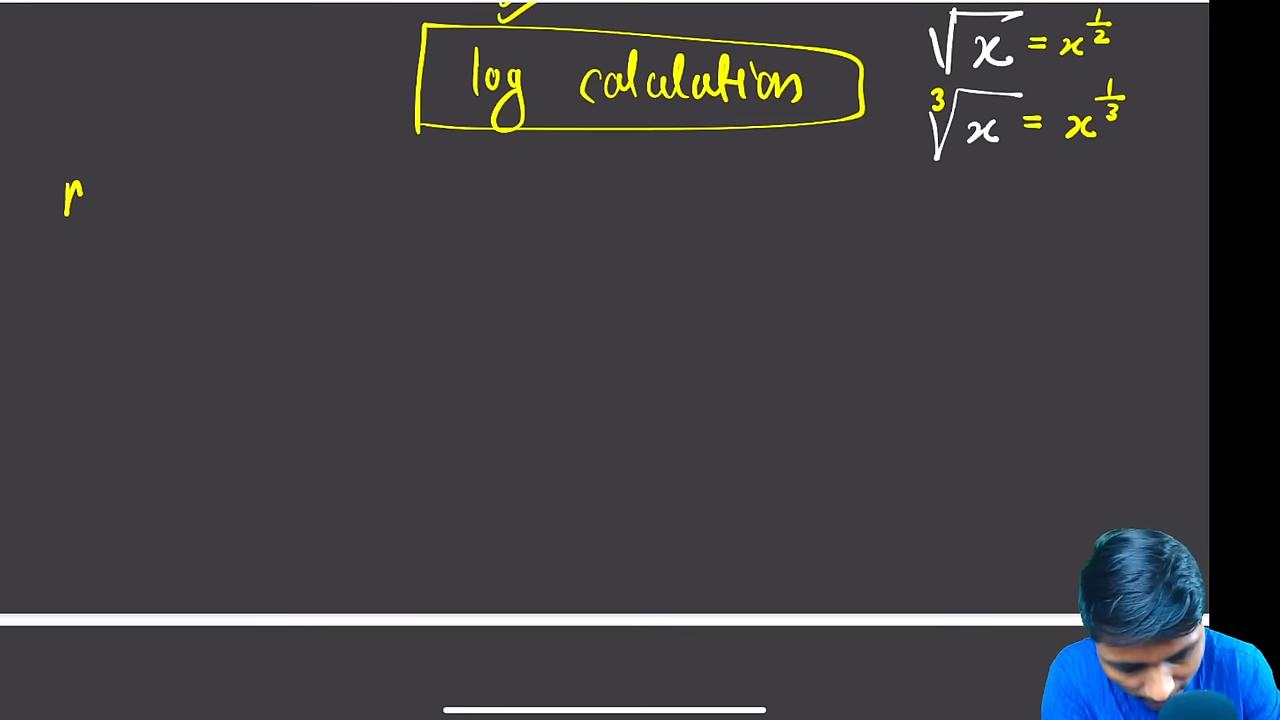 log calculations
√x = x^(1/2)
∛x = x^(1/3)
r